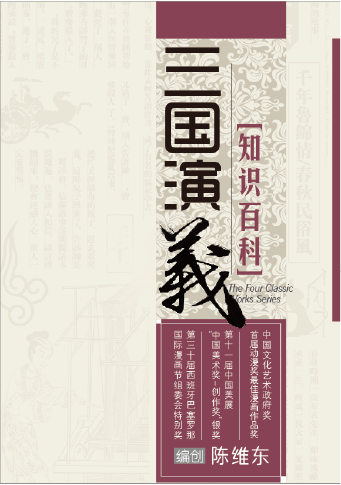 三国演義
[知识百科]
The Four Classic
Works Series
中国文化艺术政府奖
首届动漫奖最佳漫画作品奖
第十一届中国美展
“中国美术奖-创作奖”银奖
第三十届西班牙巴塞罗那
国际漫画节组委会特别奖
编创 陈维东